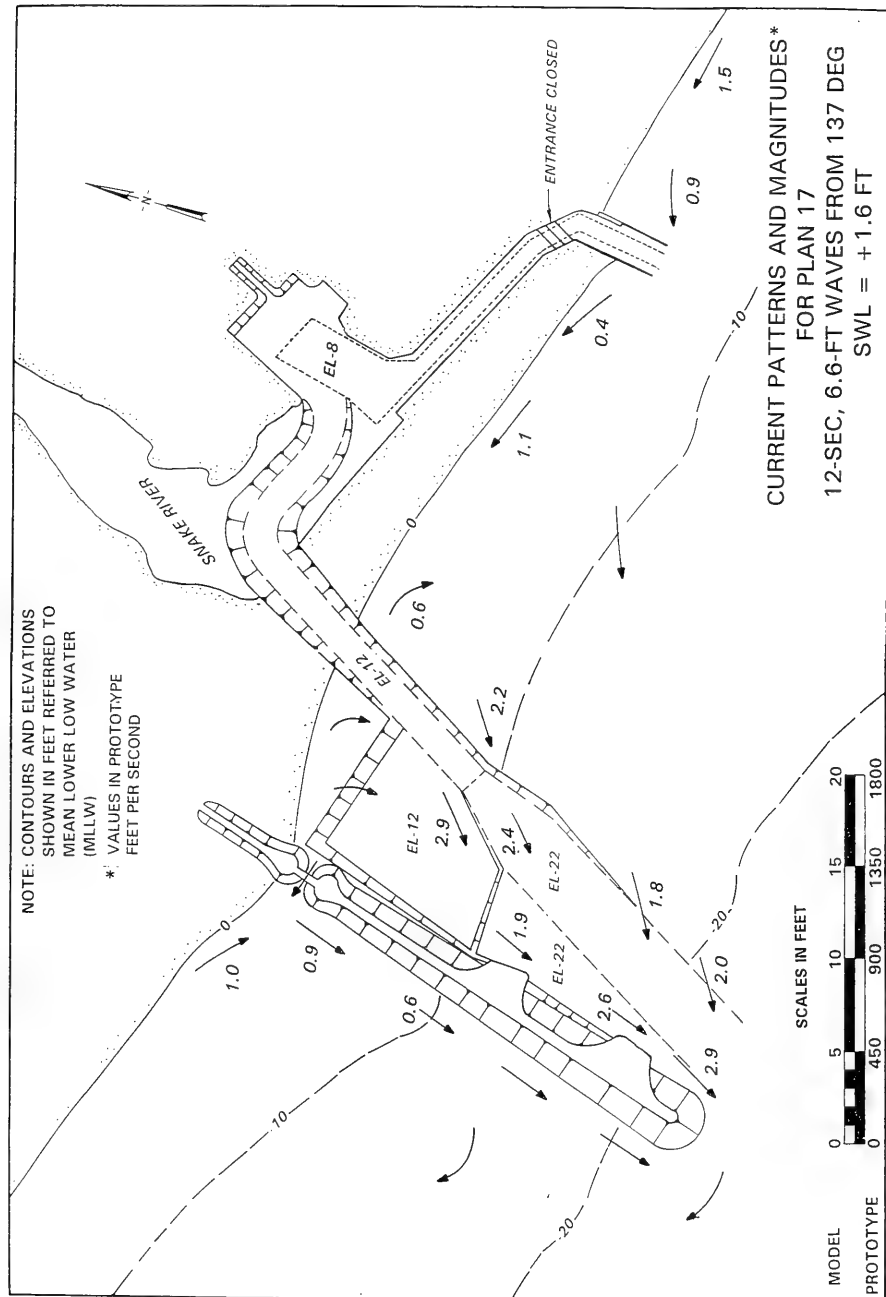 NOTE: CONTOURS AND ELEVATIONS
SHOWN IN FEET REFERRED TO
MEAN LOWER LOW WATER
(MLLW)
* VALUES IN PROTOTYPE
FEET PER SECOND
SNAKE RIVER
N
EL-8
ENTRANCE CLOSED
EL-12
EL-12
EL-22
EL-22
0
0
0
-10
-10
-20
-20
1.0
0.9
0.6
0.6
2.2
2.9
2.4
1.9
2.6
2.9
1.8
2.0
1.1
0.4
0.9
1.5
CURRENT PATTERNS AND MAGNITUDES*
FOR PLAN 17
12-SEC, 6.6-FT WAVES FROM 137 DEG
SWL = +1.6 FT
SCALES IN FEET
MODEL 0 5 10 15 20
PROTOTYPE 0 450 900 1350 1800